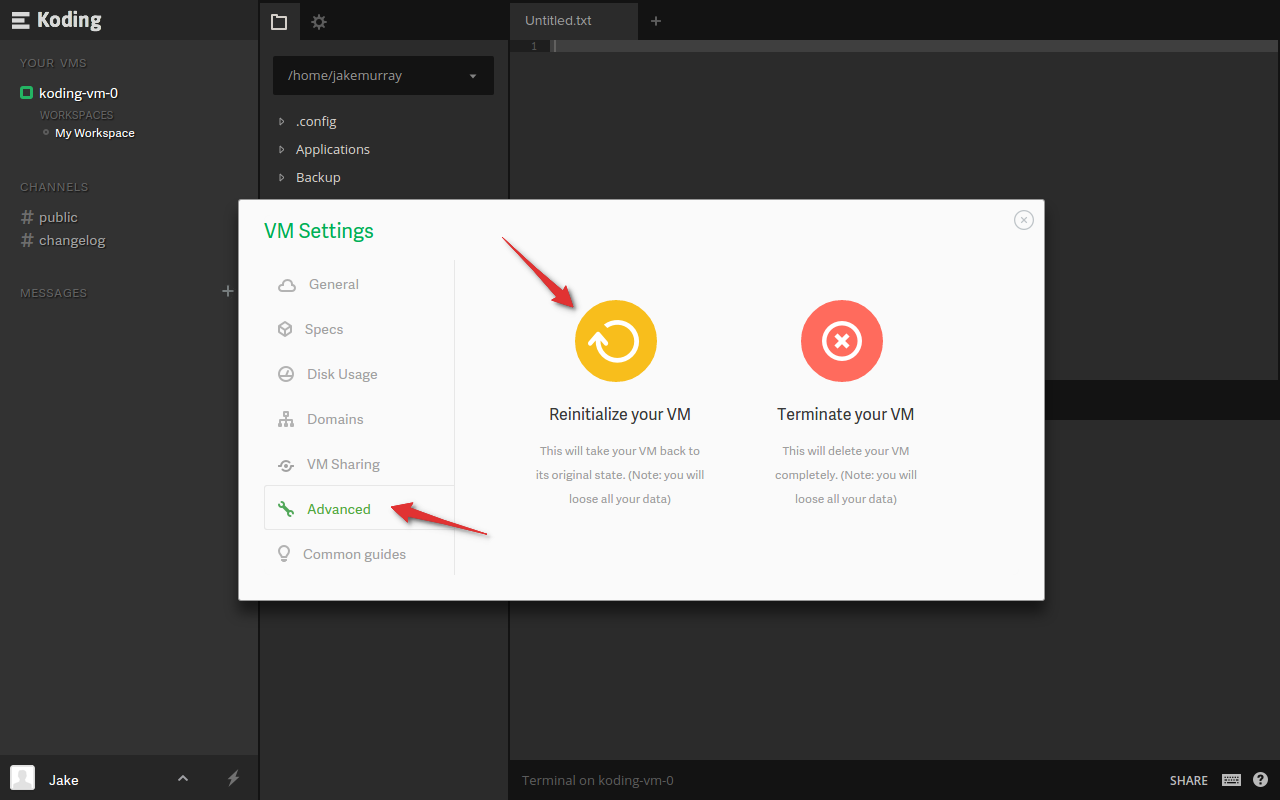 Koding
YOUR VMS
koding-vm-0
WORKSPACES
My Workspace
CHANNELS
# public
# changelog
MESSAGES
+
Jake
/home/jakemurray
.config
Applications
Backup
Untitled.txt
+
1
VM Settings
General
Specs
Disk Usage
Domains
VM Sharing
Advanced
Common guides
Reinitialize your VM
This will take your VM back to
its original state. (Note: you will
loose all your data)
Terminate your VM
This will delete your VM
completely. (Note: you will
loose all your data)
Terminal on koding-vm-0
SHARE
?